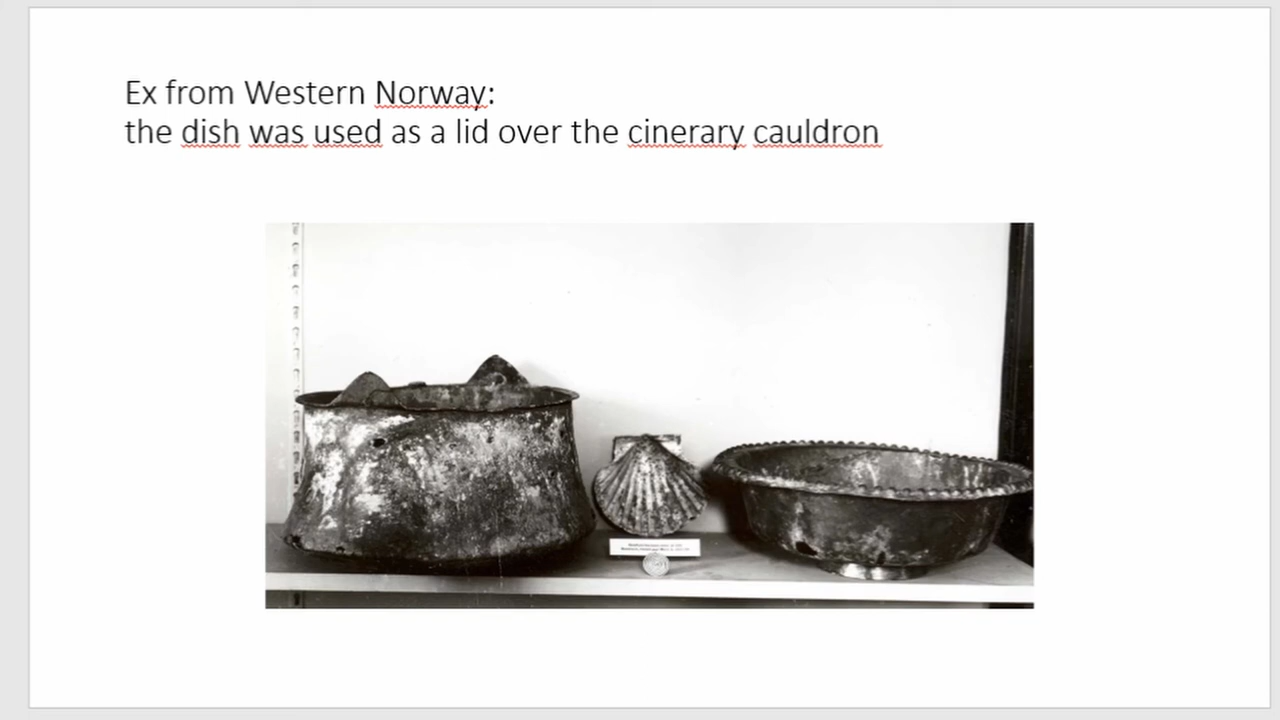 Ex from Western Norway:
the dish was used as a lid over the cinerary cauldron